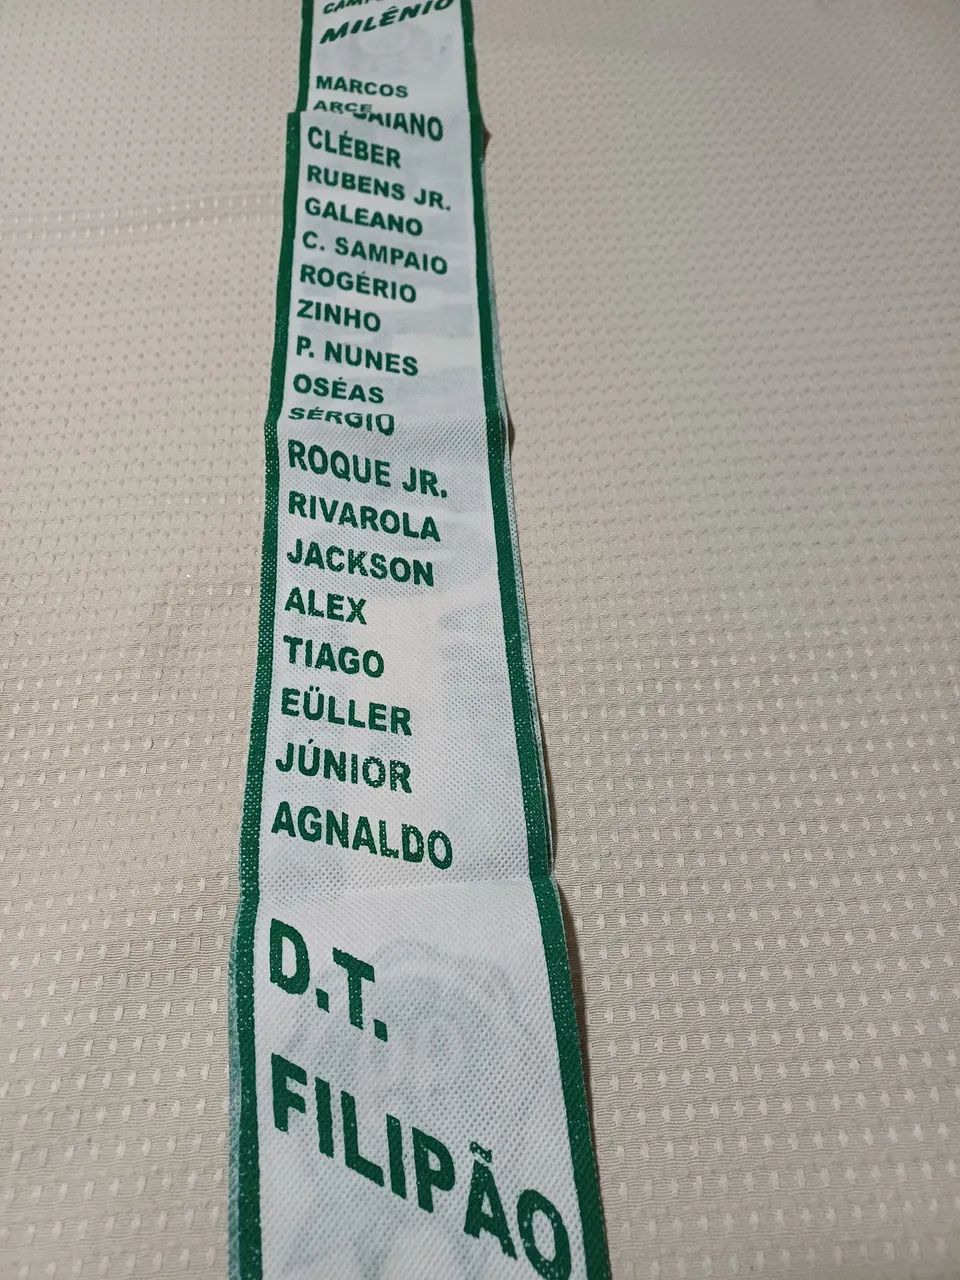 MILÊNIO
MARCOS
ARCE
CLÉBER
RUBENS JR.
GALEANO
C. SAMPAIO
ROGÉRIO
ZINHO
P. NUNES
OSÉAS
SÉRGIO
ROQUE JR.
RIVAROLA
JACKSON
ALEX
TIAGO
EÜLLER
JÚNIOR
AGNALDO
D.T.
FILIPÃO